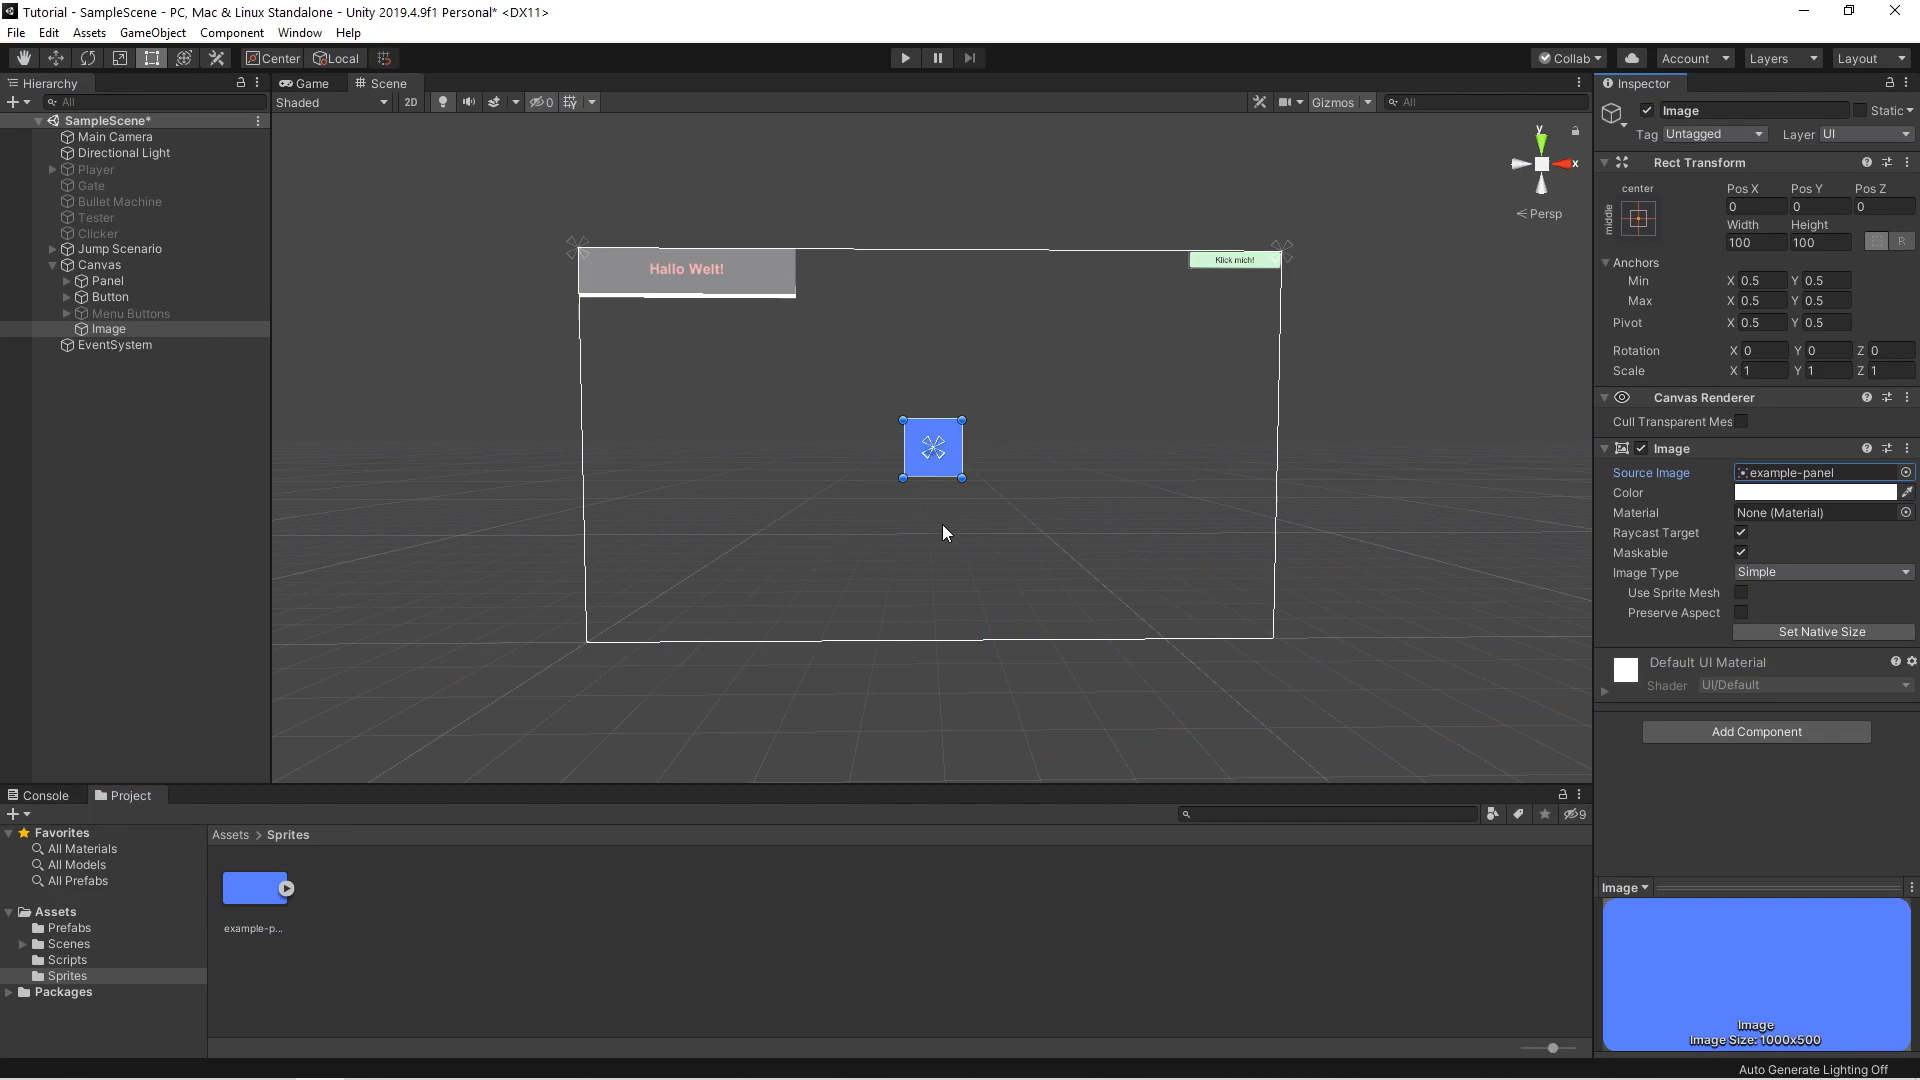 Tutorial - SampleScene - PC, Mac & Linux Standalone - Unity 2019.4.9f1 Personal* <DX11>
File Edit Assets GameObject Component Window Help
Center Local
Collab Account Layers Layout
Hierarchy
All
SampleScene*
Main Camera
Directional Light
Player
Gate
Bullet Machine
Tester
Clicker
Jump Scenario
Canvas
Panel
Button
Menu Buttons
Image
EventSystem
Game Scene
Shaded 2D 0 Gizmos All
y
x
Persp
Hallo Welt!
Klick mich!
Inspector
Image Static
Tag Untagged Layer UI
Rect Transform
center
middle
Pos X Pos Y Pos Z
0 0 0
Width Height
100 100 R
Anchors
Min X 0.5 Y 0.5
Max X 0.5 Y 0.5
Pivot X 0.5 Y 0.5
Rotation X 0 Y 0 Z 0
Scale X 1 Y 1 Z 1
Canvas Renderer
Cull Transparent Mes
Image
Source Image example-panel
Color
Material None (Material)
Raycast Target
Maskable
Image Type Simple
Use Sprite Mesh
Preserve Aspect
Set Native Size
Default UI Material
Shader UI/Default
Add Component
Image
Image
Image Size: 1000x500
Console Project
9
Favorites
All Materials
All Models
All Prefabs
Assets
Prefabs
Scenes
Scripts
Sprites
Packages
Assets > Sprites
example-p...
Auto Generate Lighting Off